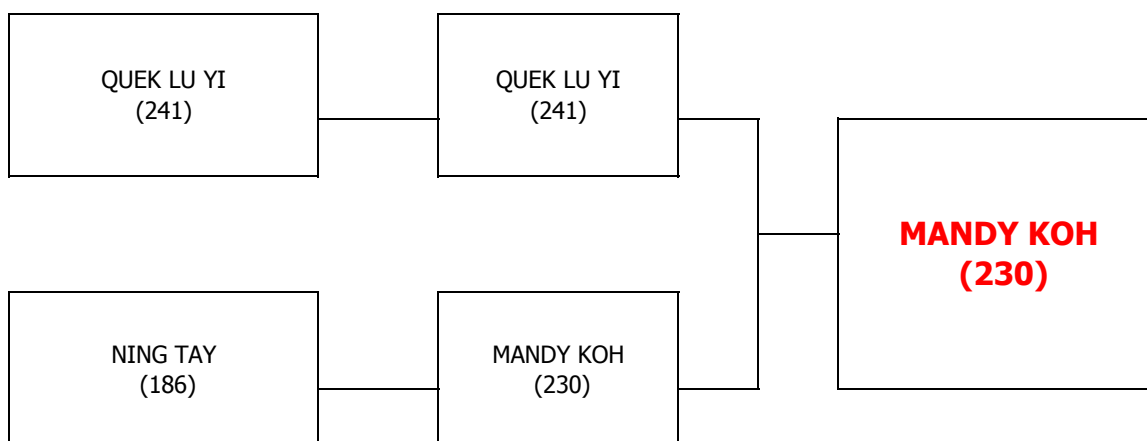 QUEK LU YI
(241)
QUEK LU YI
(241)
MANDY KOH
(230)
NING TAY
(186)
MANDY KOH
(230)